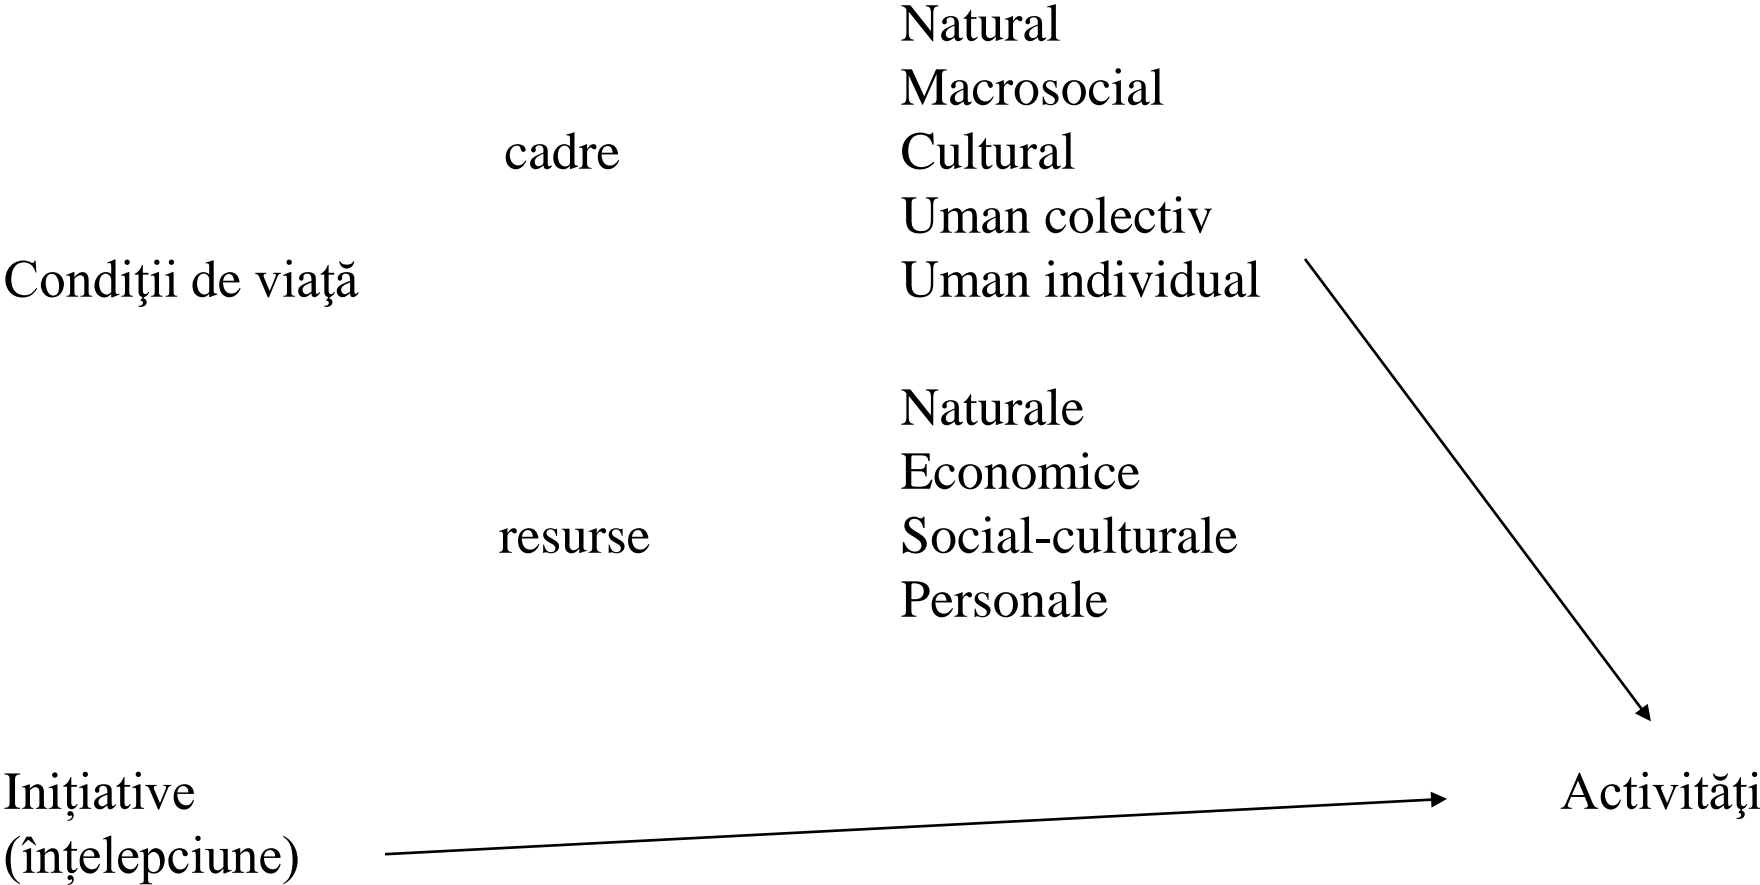 Natural
Macrosocial
cadre Cultural
Uman colectiv
Condiţii de viaţă Uman individual
Naturale
Economice
resurse Social-culturale
Personale
Inițiative Activităţi
(înțelepciune)